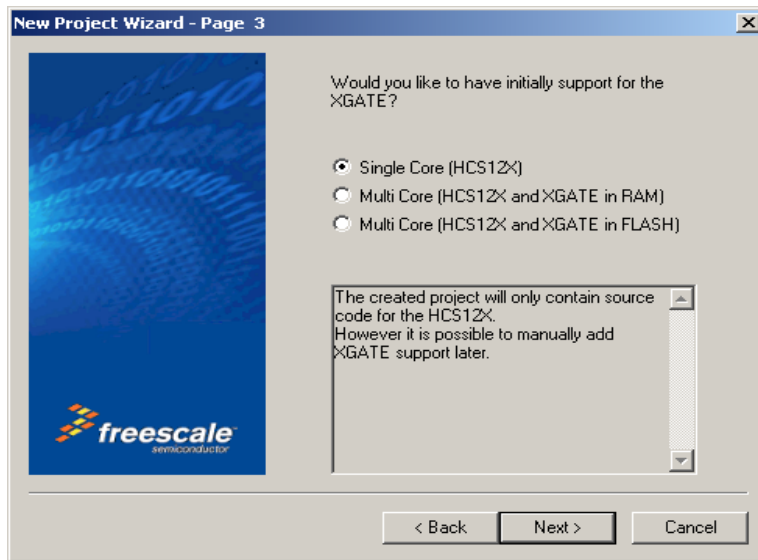 New Project Wizard - Page 3
Would you like to have initially support for the
XGATE?
Single Core (HCS12X)
Multi Core (HCS12X and XGATE in RAM)
Multi Core (HCS12X and XGATE in FLASH)
The created project will only contain source
code for the HCS12X.
However it is possible to manually add
XGATE support later.
freescale
semiconductor
< Back
Next >
Cancel